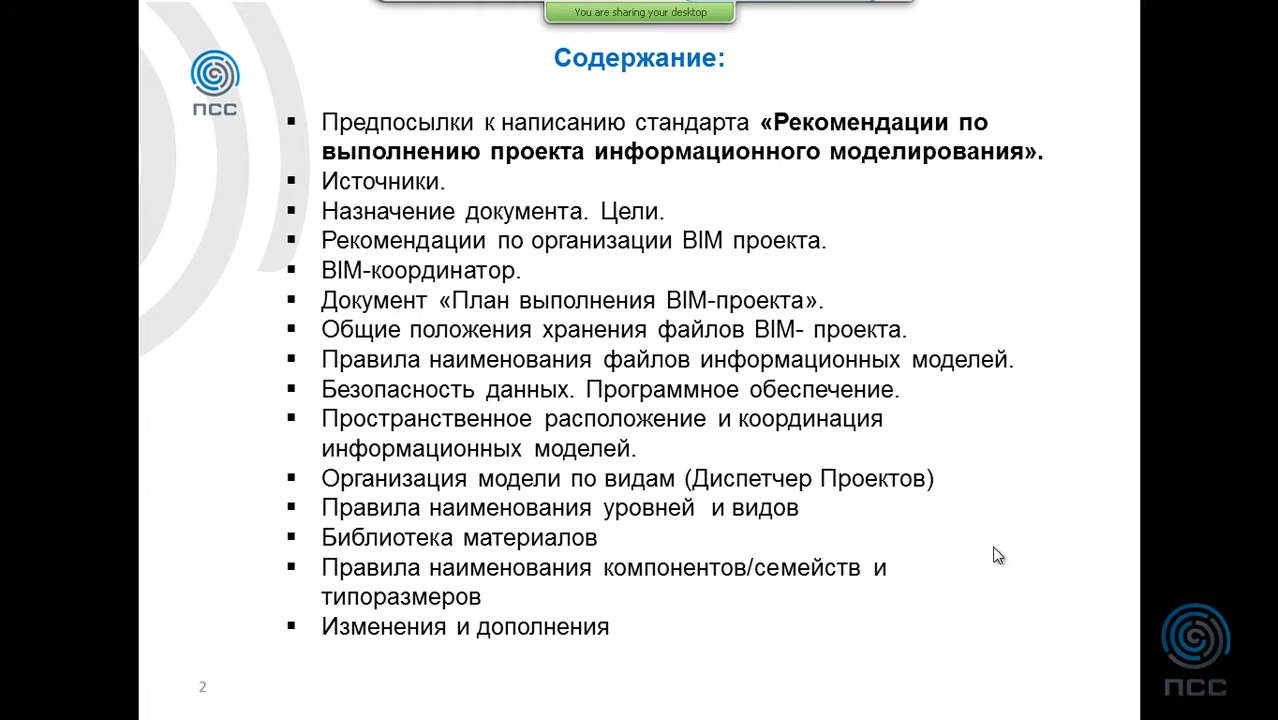 You are sharing your desktop
Содержание:
ПСС
▪ Предпосылки к написанию стандарта «Рекомендации по
выполнению проекта информационного моделирования».
▪ Источники.
▪ Назначение документа. Цели.
▪ Рекомендации по организации BIM проекта.
▪ BIM-координатор.
▪ Документ «План выполнения BIM-проекта».
▪ Общие положения хранения файлов BIM- проекта.
▪ Правила наименования файлов информационных моделей.
▪ Безопасность данных. Программное обеспечение.
▪ Пространственное расположение и координация
информационных моделей.
▪ Организация модели по видам (Диспетчер Проектов)
▪ Правила наименования уровней и видов
▪ Библиотека материалов
▪ Правила наименования компонентов/семейств и
типоразмеров
▪ Изменения и дополнения
2
ПСС